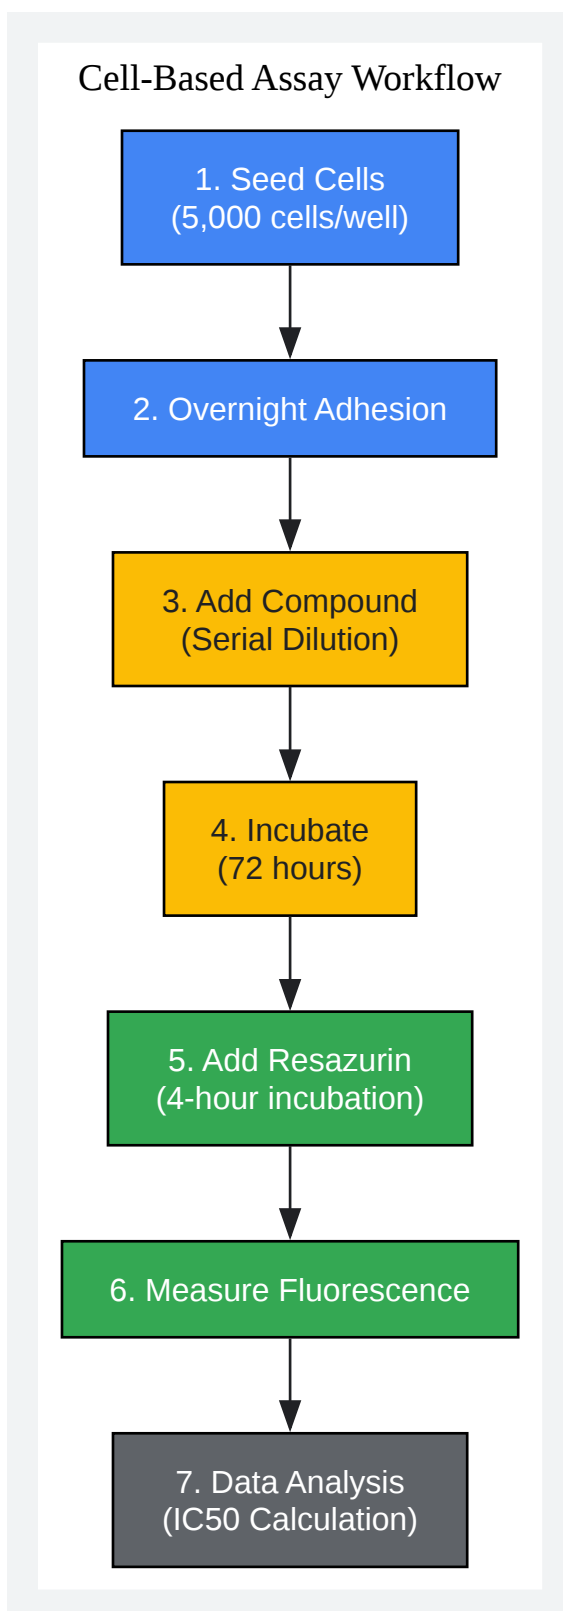 Cell-Based Assay Workflow
1. Seed Cells
(5,000 cells/well)
2. Overnight Adhesion
3. Add Compound
(Serial Dilution)
4. Incubate
(72 hours)
5. Add Resazurin
(4-hour incubation)
6. Measure Fluorescence
7. Data Analysis
(IC50 Calculation)